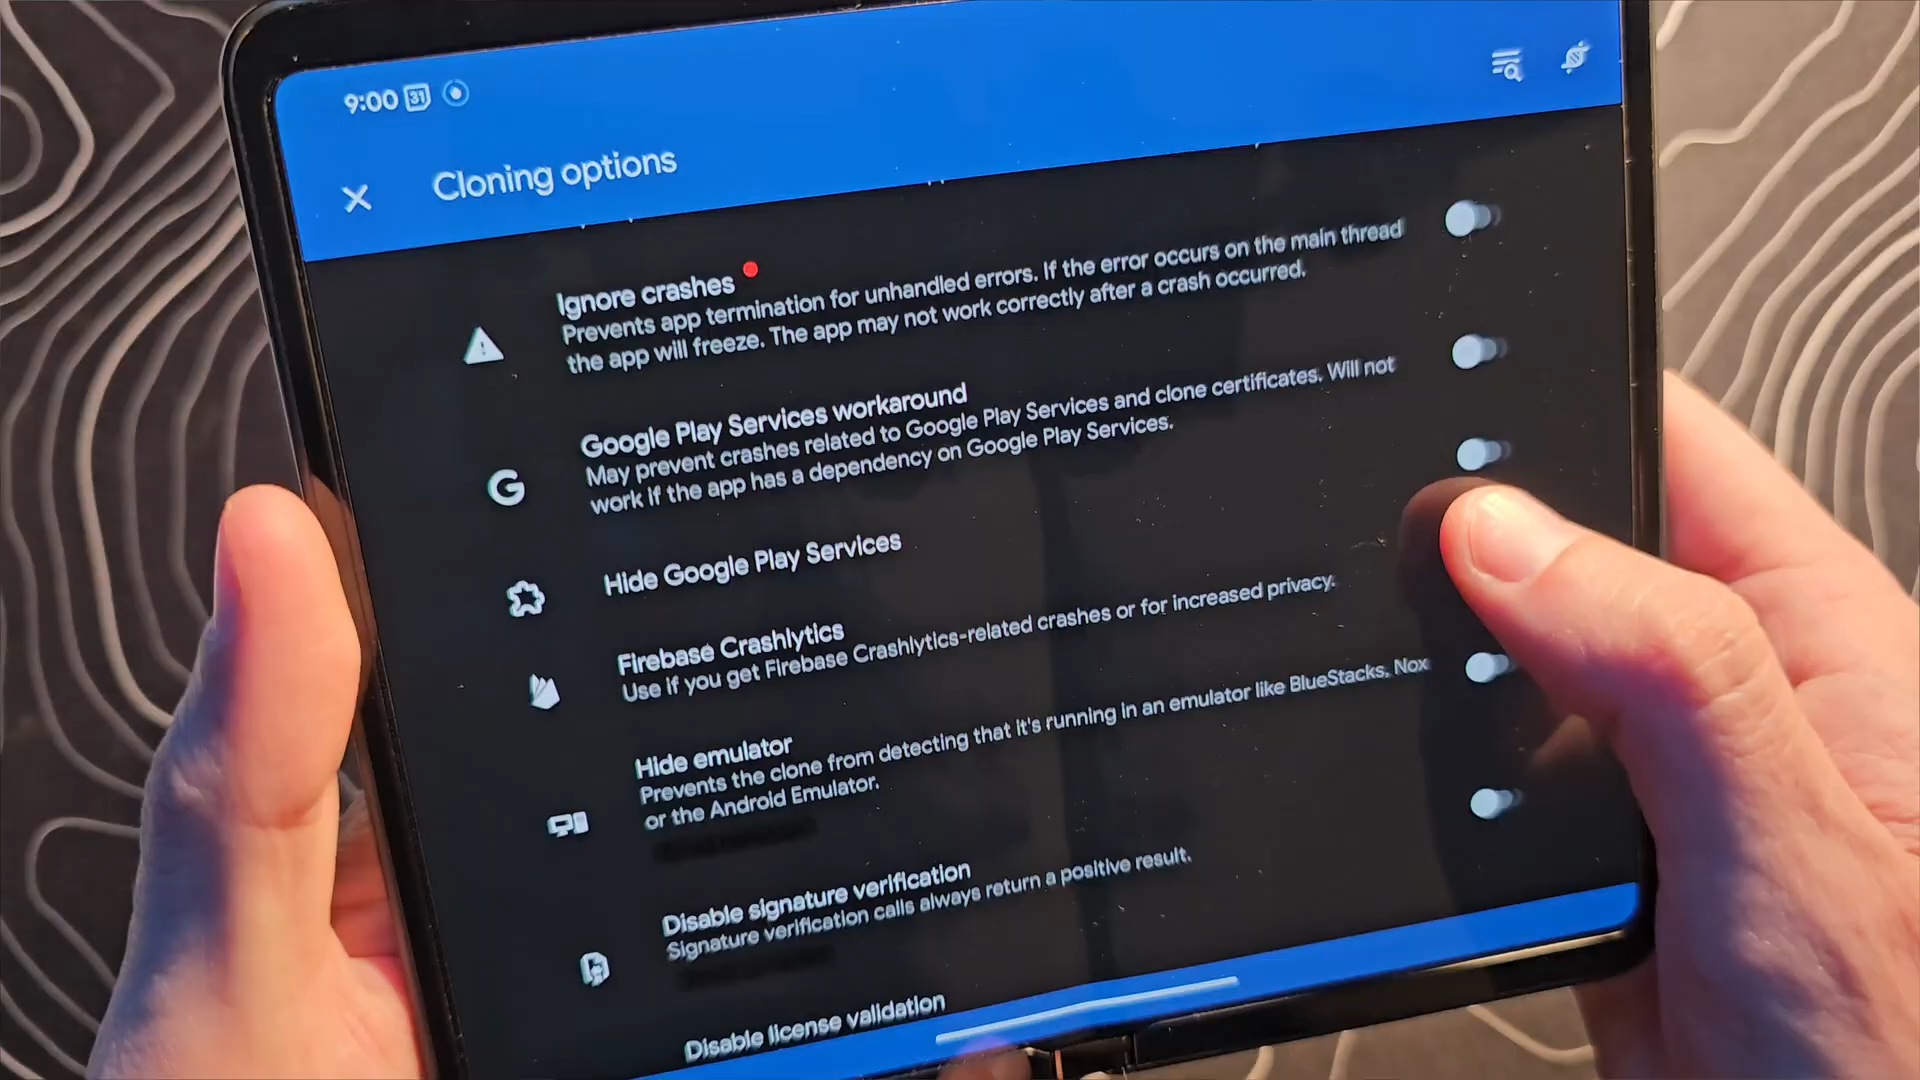 9:00 31
Cloning options
Ignore crashes
Prevents app termination for unhandled errors. If the error occurs on the main thread
the app will freeze. The app may not work correctly after a crash occurred.
Google Play Services workaround
May prevent crashes related to Google Play Services and clone certificates. Will not
work if the app has a dependency on Google Play Services.
Hide Google Play Services
Firebase Crashlytics
Use if you get Firebase Crashlytics-related crashes or for increased privacy.
Hide emulator
Prevents the clone from detecting that it's running in an emulator like BlueStacks, Nox
or the Android Emulator.
Disable signature verification
Signature verification calls always return a positive result.
Disable license validation